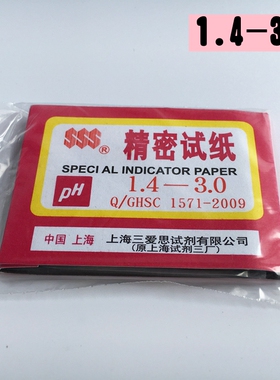 1.4-3
SSS® 精密试纸
SPECIAL INDICATOR PAPER
pH 1.4—3.0
Q/GHSC 1571-2009
中国 上海 上海三爱思试剂有限公司
(原上海试剂三厂)